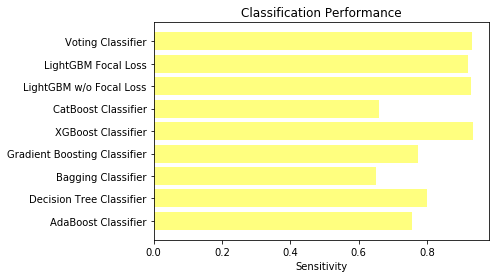 Classification Performance
Voting Classifier
LightGBM Focal Loss
LightGBM w/o Focal Loss
CatBoost Classifier
XGBoost Classifier
Gradient Boosting Classifier
Bagging Classifier
Decision Tree Classifier
AdaBoost Classifier
0.0 0.2 0.4 0.6 0.8
Sensitivity